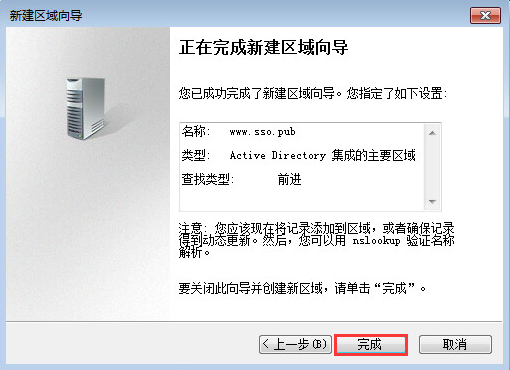 新建区域向导
正在完成新建区域向导
您已成功完成了新建区域向导。您指定了如下设置:
名称: www.sso.pub
类型: Active Directory 集成的主要区域
查找类型: 前进
注意: 您应该现在将记录添加到区域，或者确保记录
得到动态更新。然后，您可以用 nslookup 验证名称
解析。
要关闭此向导并创建新区域，请单击“完成”。
< 上一步(B)
完成
取消